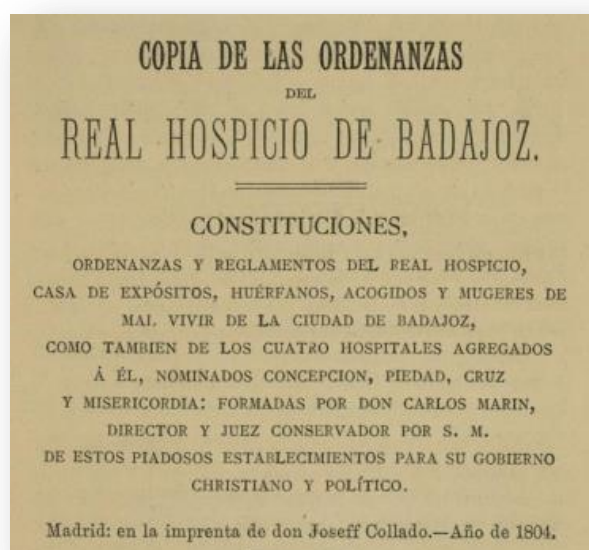 COPIA DE LAS ORDENANZAS
DEL
REAL HOSPICIO DE BADAJOZ.
CONSTITUCIONES,
ORDENANZAS Y REGLAMENTOS DEL REAL HOSPICIO,
CASA DE EXPÓSITOS, HUÉRFANOS, ACOGIDOS Y MUGERES DE
MAL VIVIR DE LA CIUDAD DE BADAJOZ,
COMO TAMBIEN DE LOS CUATRO HOSPITALES AGREGADOS
Á ÉL, NOMINADOS CONCEPCION, PIEDAD, CRUZ
Y MISERICORDIA: FORMADAS POR DON CARLOS MARIN,
DIRECTOR Y JUEZ CONSERVADOR POR S. M.
DE ESTOS PIADOSOS ESTABLECIMIENTOS PARA SU GOBIERNO
CHRISTIANO Y POLÍTICO.
Madrid: en la imprenta de don Joseff Collado.—Año de 1804.